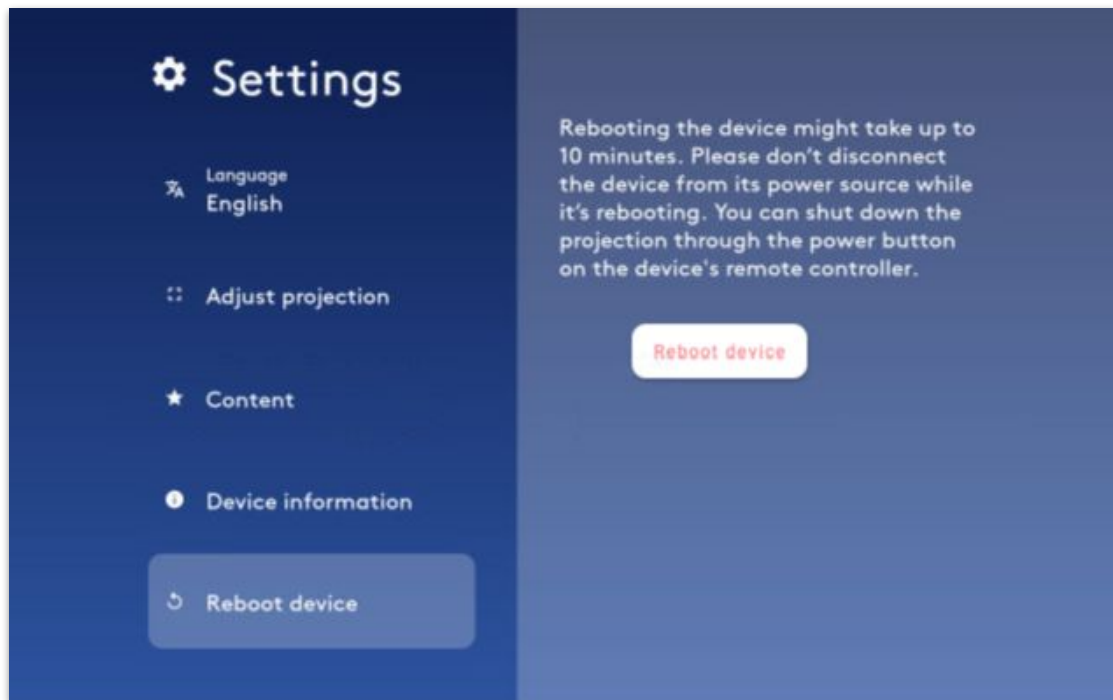 Settings
Language
English
Adjust projection
Content
Device information
Reboot device
Rebooting the device might take up to
10 minutes. Please don’t disconnect
the device from its power source while
it’s rebooting. You can shut down the
projection through the power button
on the device's remote controller.
Reboot device